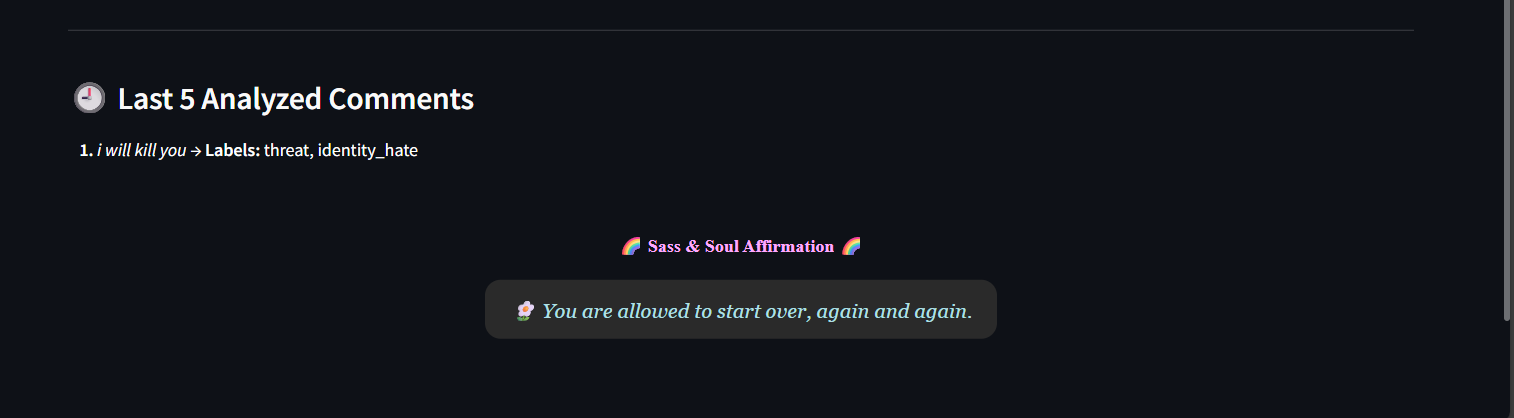 🕘 Last 5 Analyzed Comments
1. i will kill you → Labels: threat, identity_hate
🌈 Sass & Soul Affirmation 🌈
🌸 You are allowed to start over, again and again.